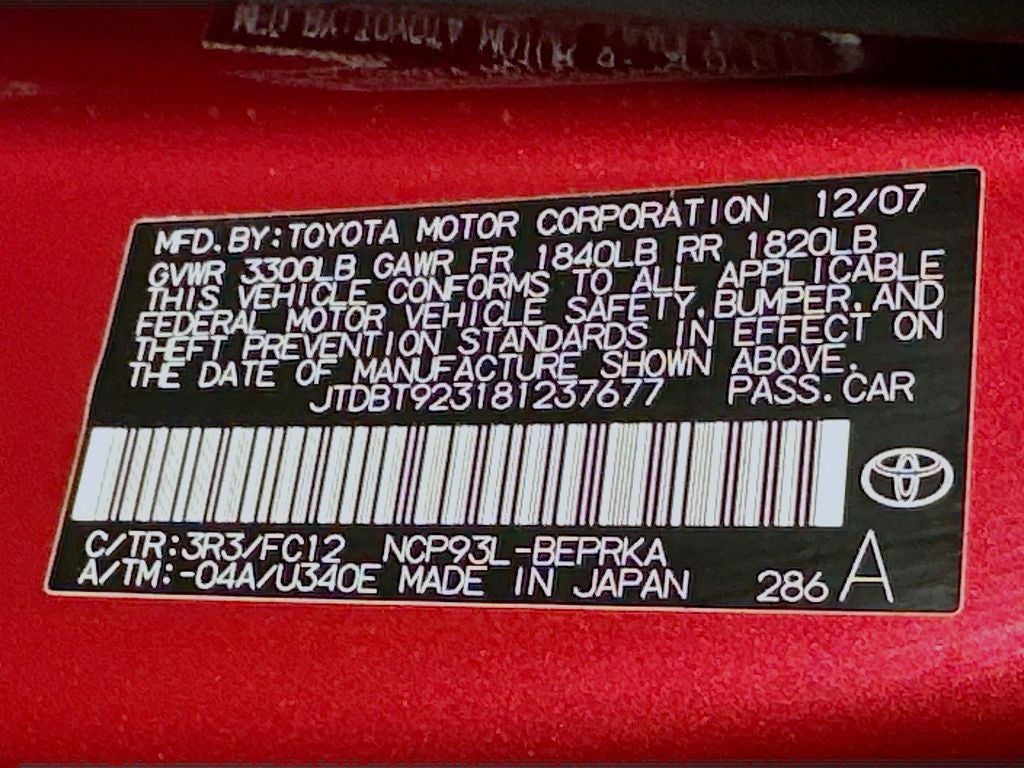 MFD. BY: TOYOTA MOTOR CORPORATION 12/07
GVWR 3300LB GAWR FR 1840LB RR 1820LB
THIS VEHICLE CONFORMS TO ALL APPLICABLE
FEDERAL MOTOR VEHICLE SAFETY, BUMPER, AND
THEFT PREVENTION STANDARDS IN EFFECT ON
THE DATE OF MANUFACTURE SHOWN ABOVE.
JTDBT923181237677 PASS. CAR
C/TR: 3R3/FC12 NCP93L-BEPRKA
A/TM: -04A/U340E MADE IN JAPAN 286 A